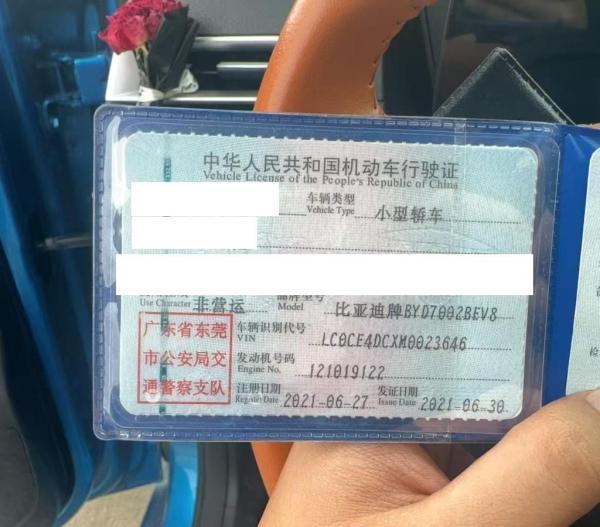 中华人民共和国机动车行驶证
Vehicle License of the People's Republic of China
车辆类型
Vehicle Type
小型轿车
Use Character
非营运
品牌型号
Model
比亚迪牌BYD7002BEV8
广东省东莞
市公安局交
通警察支队
车辆识别代号
VIN
LC0CE4DCXM0023646
发动机号码
Engine No.
121019122
注册日期
Register Date
2021-06-27
发证日期
Issue Date
2021-06-30